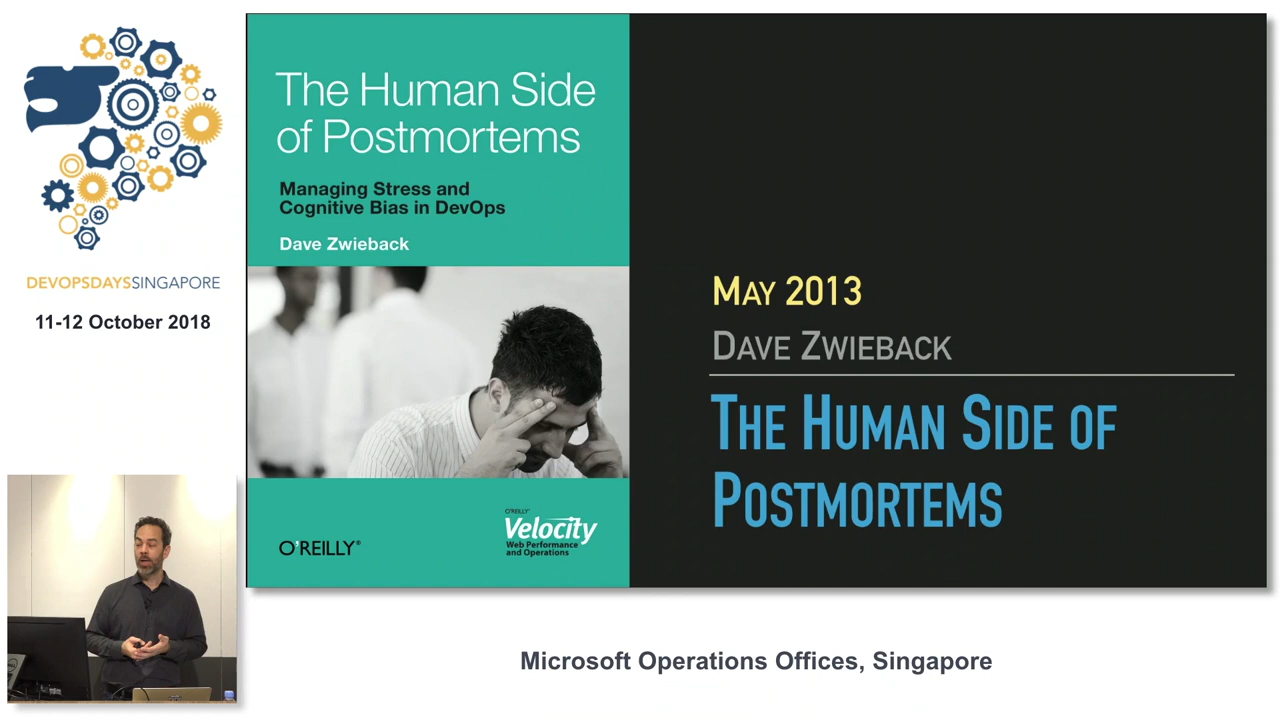 DEVOPSDAYSSINGAPORE
11-12 October 2018
The Human Side
of Postmortems
Managing Stress and
Cognitive Bias in DevOps
Dave Zwieback
O'REILLY®
O'REILLY®
Velocity
Web Performance
and Operations
MAY 2013
DAVE ZWIEBACK
THE HUMAN SIDE OF
POSTMORTEMS
Microsoft Operations Offices, Singapore